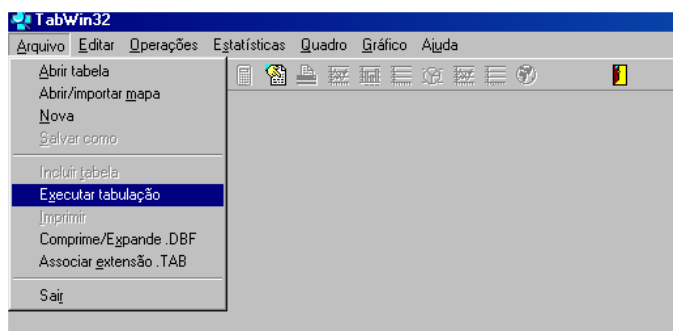 TabWin32
Arquivo Editar Operações Estatísticas Quadro Gráfico Ajuda
Abrir tabela
Abrir/importar mapa
Nova
Salvar como
Incluir tabela
Executar tabulação
Imprimir
Comprime/Expande .DBF
Associar extensão .TAB
Sair